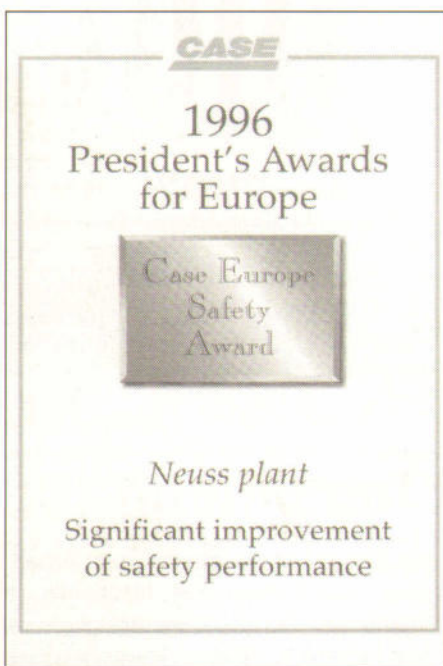 CASE
1996
President's Awards
for Europe
Case Europe
Safety
Award
Neuss plant
Significant improvement
of safety performance